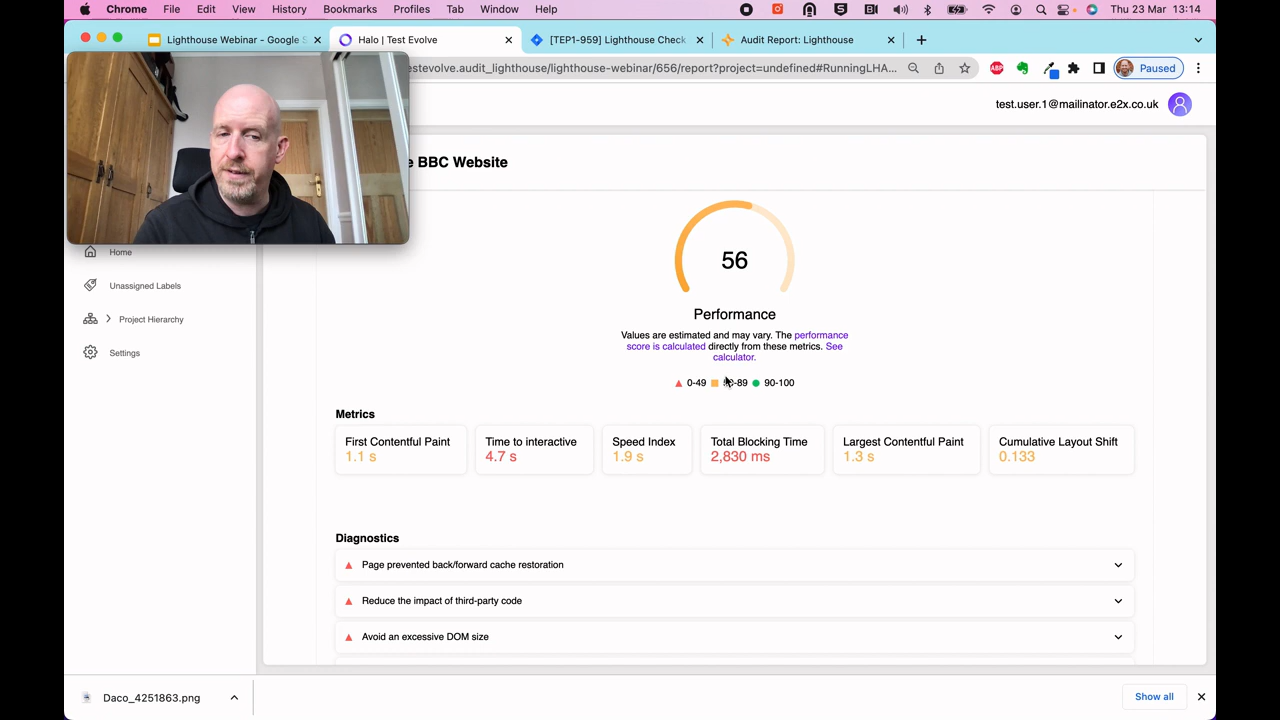 Chrome File Edit View History Bookmarks Profiles Tab Window Help Thu 23 Mar 13:14
Lighthouse Webinar - Google S
Halo | Test Evolve
[TEP1-959] Lighthouse Check
Audit Report: Lighthouse
estevolve.audit_lighthouse/lighthouse-webinar/656/report?project=undefined#RunningLHA...
ABP
Paused
test.user.1@mailinator.e2x.co.uk
BBC Website
Home
Unassigned Labels
Project Hierarchy
Settings
56
Performance
Values are estimated and may vary. The performance
score is calculated directly from these metrics. See
calculator.
0-49 -89 90-100
Metrics
First Contentful Paint
1.1 s
Time to interactive
4.7 s
Speed Index
1.9 s
Total Blocking Time
2,830 ms
Largest Contentful Paint
1.3 s
Cumulative Layout Shift
0.133
Diagnostics
Page prevented back/forward cache restoration
Reduce the impact of third-party code
Avoid an excessive DOM size
Daco_4251863.png
Show all